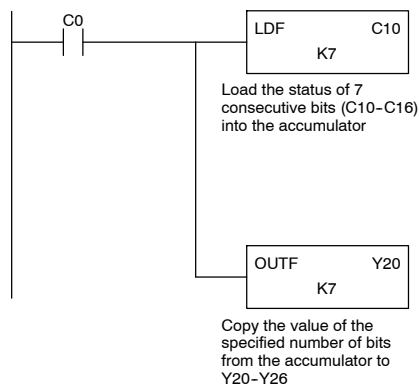 C0
LDF C10
K7
Load the status of 7
consecutive bits (C10-C16)
into the accumulator
OUTF Y20
K7
Copy the value of the
specified number of bits
from the accumulator to
Y20-Y26